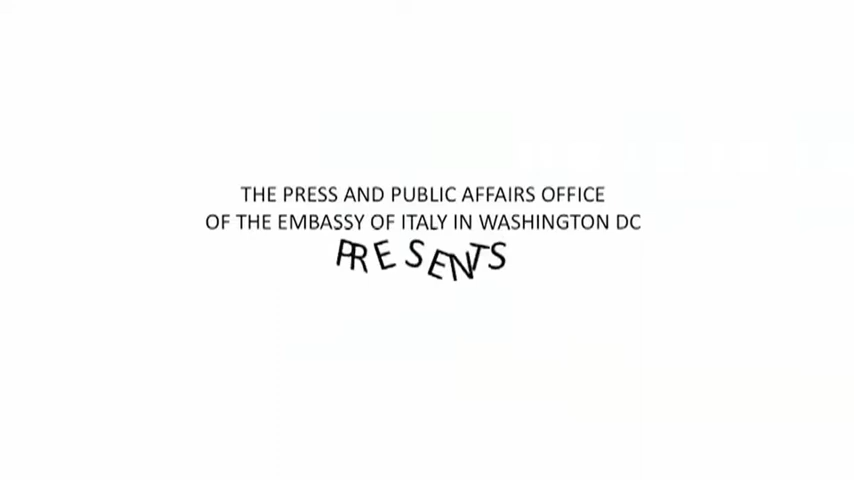 THE PRESS AND PUBLIC AFFAIRS OFFICE
OF THE EMBASSY OF ITALY IN WASHINGTON DC
PRESENTS